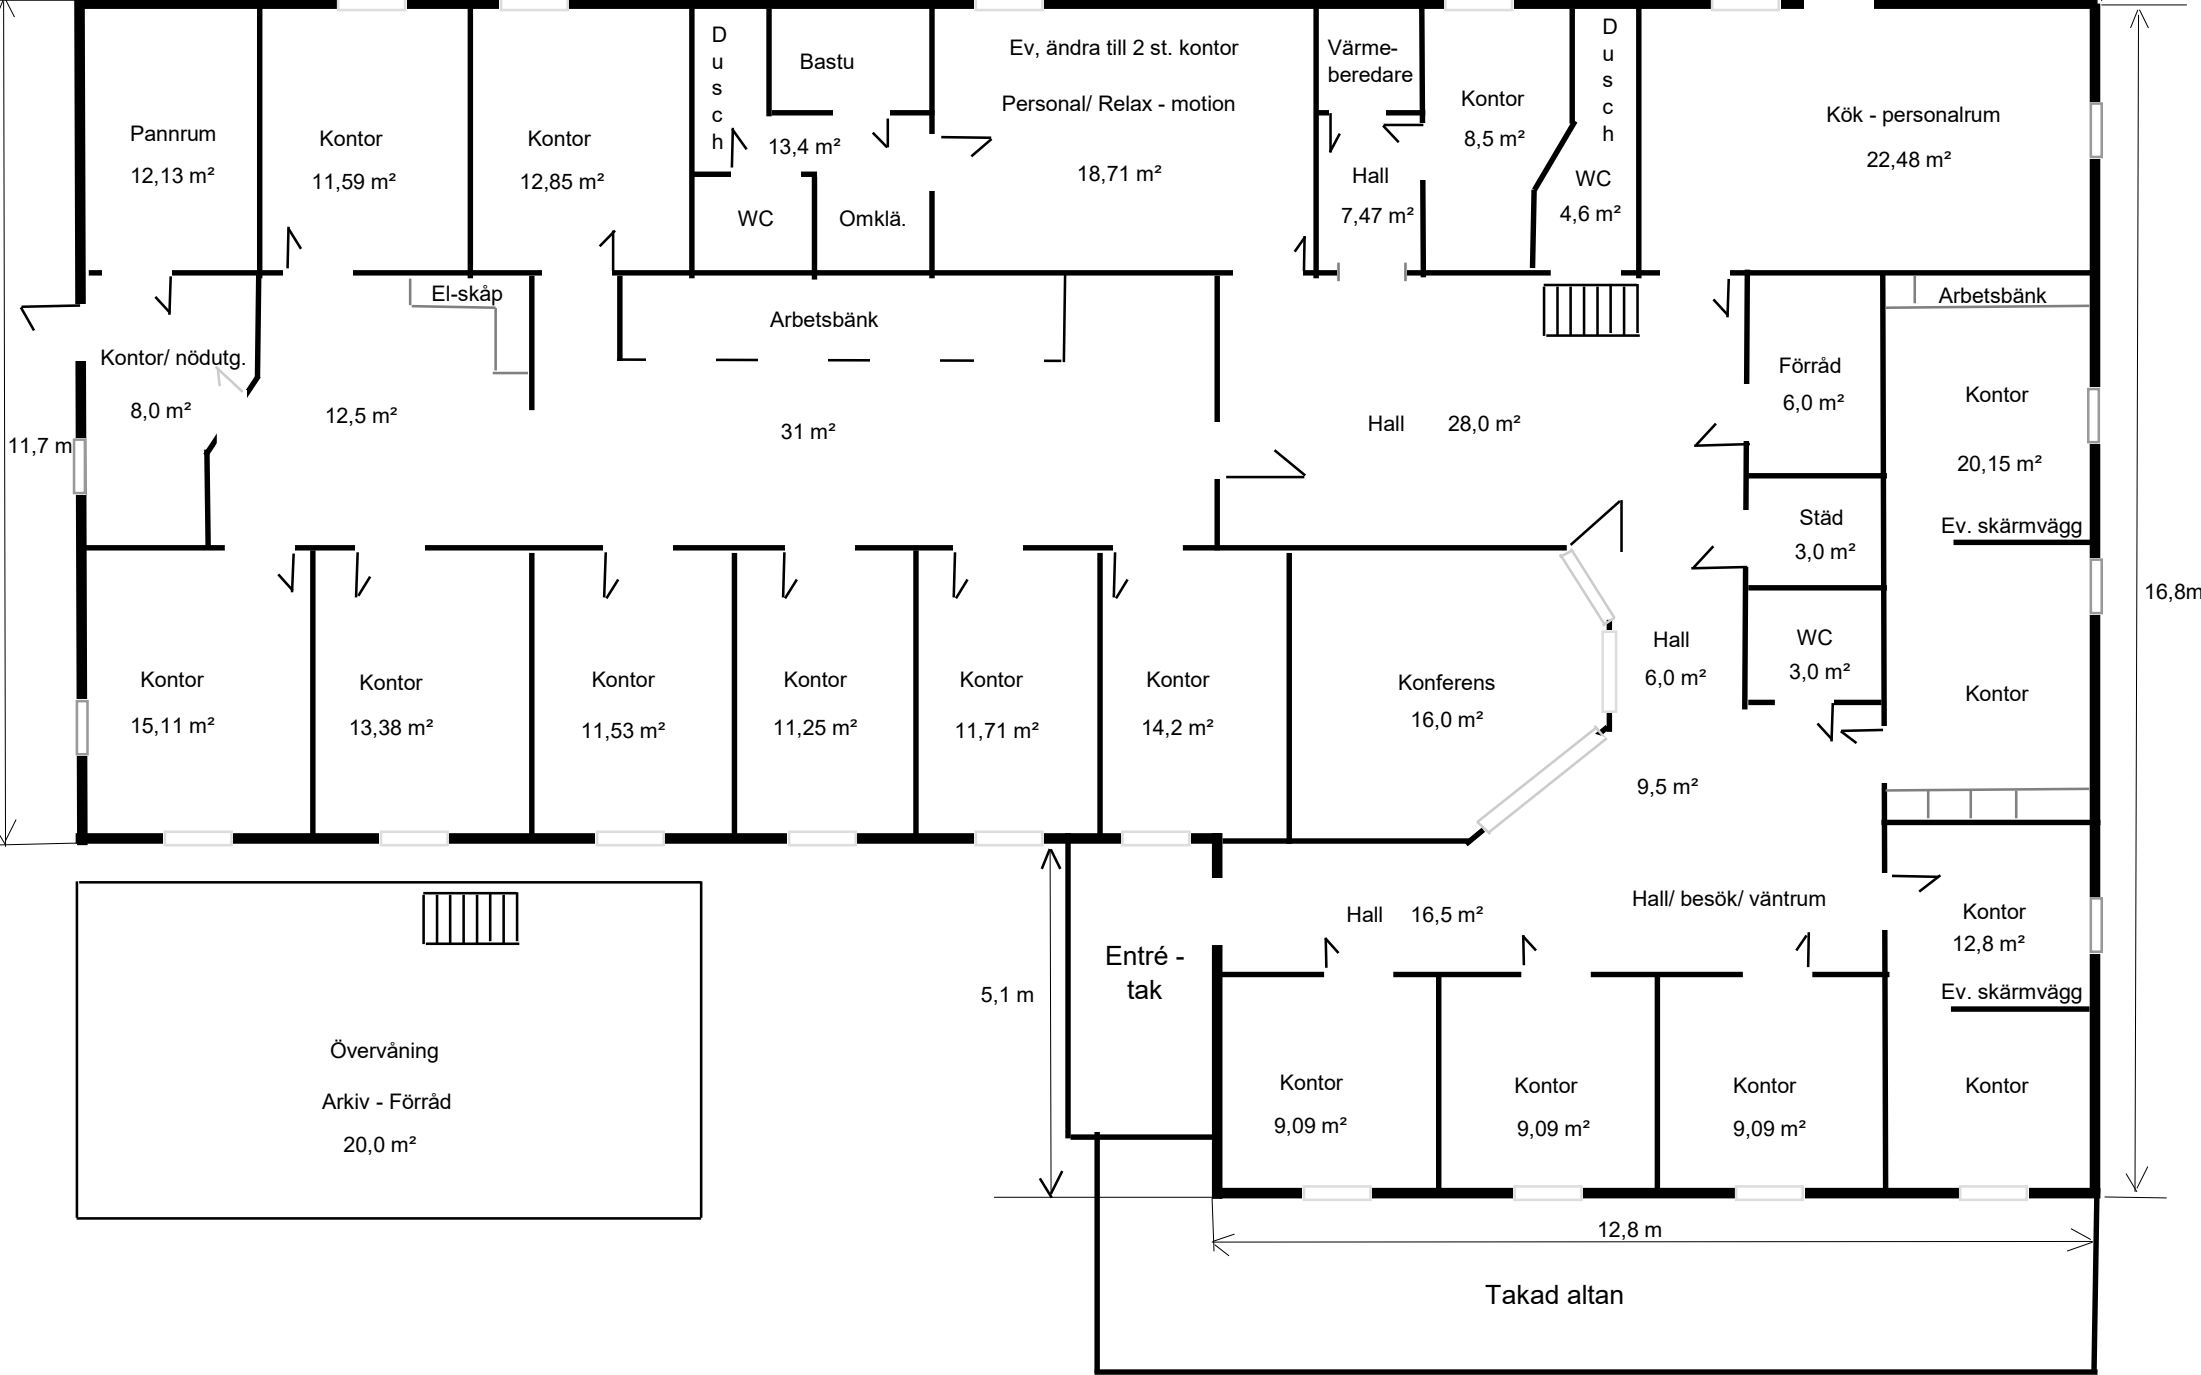 D
u
s
c
h
Bastu
Ev, ändra till 2 st. kontor
Personal/ Relax - motion
18,71 m²
Värme-
beredare
Kontor
8,5 m²
D
u
s
c
h
Kök - personalrum
22,48 m²
Pannrum
12,13 m²
Kontor
11,59 m²
Kontor
12,85 m²
13,4 m²
WC
Omklä.
Hall
7,47 m²
WC
4,6 m²
El-skåp
Arbetsbänk
Arbetsbänk
Kontor/ nödutg.
8,0 m²
12,5 m²
31 m²
Hall 28,0 m²
Förråd
6,0 m²
Kontor
20,15 m²
11,7 m
Städ
3,0 m²
Ev. skärmvägg
16,8m
Kontor
15,11 m²
Kontor
13,38 m²
Kontor
11,53 m²
Kontor
11,25 m²
Kontor
11,71 m²
Kontor
14,2 m²
Konferens
16,0 m²
Hall
6,0 m²
WC
3,0 m²
Kontor
9,5 m²
Hall 16,5 m²
Hall/ besök/ väntrum
Kontor
12,8 m²
Entré -
tak
5,1 m
Ev. skärmvägg
Övervåning
Arkiv - Förråd
20,0 m²
Kontor
9,09 m²
Kontor
9,09 m²
Kontor
9,09 m²
Kontor
12,8 m
Takad altan